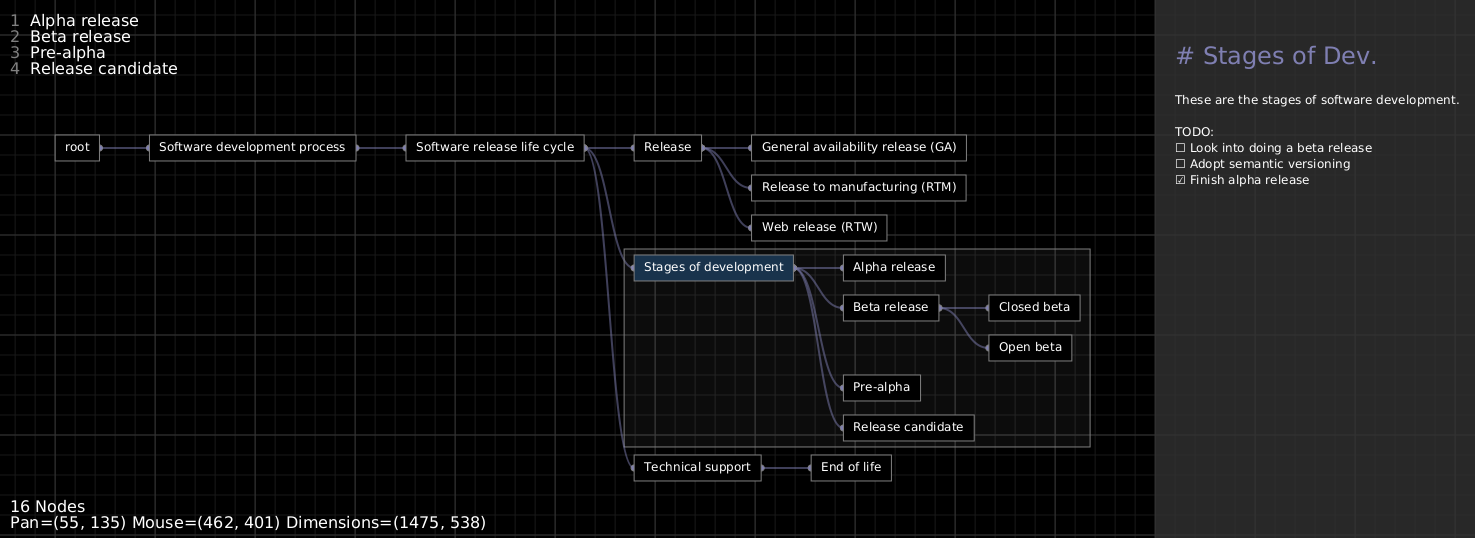 1 Alpha release
2 Beta release
3 Pre-alpha
4 Release candidate
root
Software development process
Software release life cycle
Release
General availability release (GA)
Release to manufacturing (RTM)
Web release (RTW)
Stages of development
Alpha release
Beta release
Closed beta
Open beta
Pre-alpha
Release candidate
Technical support
End of life
16 Nodes
Pan=(55, 135) Mouse=(462, 401) Dimensions=(1475, 538)
# Stages of Dev.
These are the stages of software development.
TODO:
☐ Look into doing a beta release
☐ Adopt semantic versioning
☑ Finish alpha release